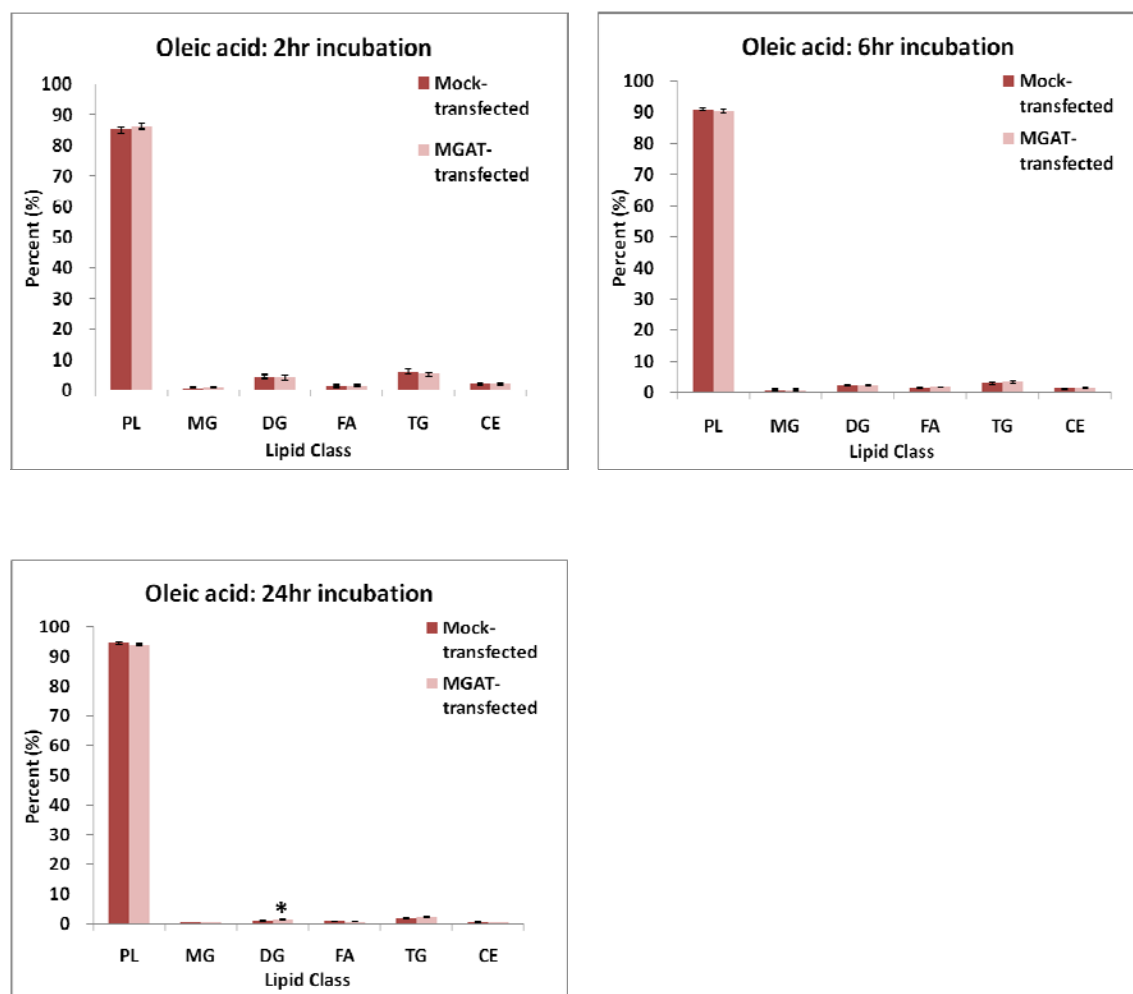 Oleic acid: 2hr incubation
Mock-
transfected
MGAT-
transfected
Percent (%)
100
90
80
70
60
50
40
30
20
10
0
PL MG DG FA TG CE
Lipid Class
Oleic acid: 6hr incubation
Mock-
transfected
MGAT-
transfected
Percent (%)
100
90
80
70
60
50
40
30
20
10
0
PL MG DG FA TG CE
Lipid Class
Oleic acid: 24hr incubation
Mock-
transfected
MGAT-
transfected
Percent (%)
100
90
80
70
60
50
40
30
20
10
0
*
PL MG DG FA TG CE
Lipid Class